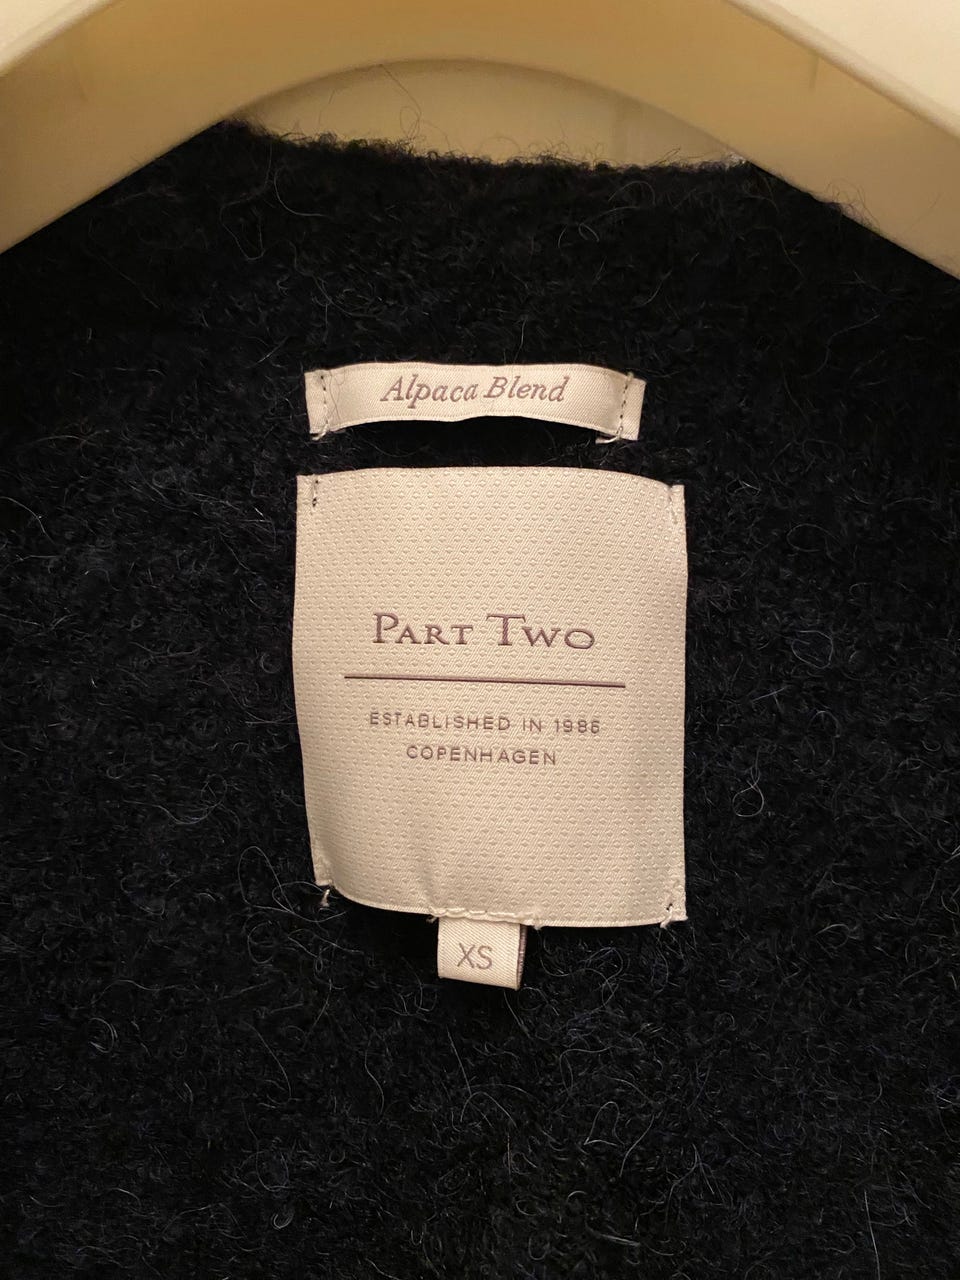 Alpaca Blend
PART TWO
ESTABLISHED IN 1986
COPENHAGEN
XS